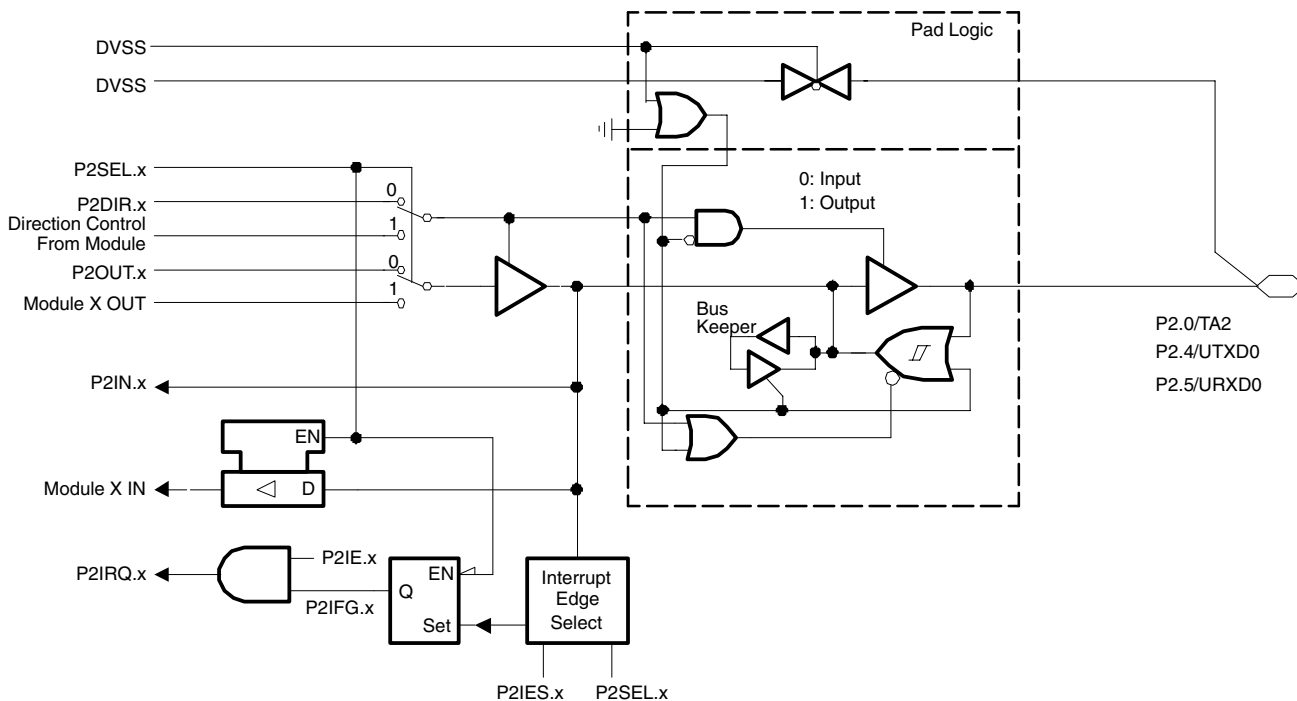 Pad Logic
DVSS
DVSS
P2SEL.x
0
P2DIR.x
1
Direction Control
From Module
0
P2OUT.x
1
Module X OUT
0: Input
1: Output
Bus
Keeper
P2.0/TA2
P2.4/UTXD0
P2.5/URXD0
P2IN.x
EN
Module X IN
D
P2IE.x
P2IRQ.x
P2IFG.x
EN
Q
Set
Interrupt
Edge
Select
P2IES.x
P2SEL.x